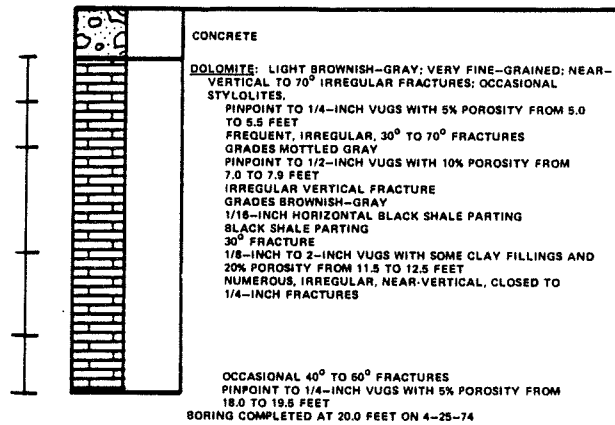 CONCRETE
DOLOMITE: LIGHT BROWNISH-GRAY; VERY FINE-GRAINED; NEAR-
VERTICAL TO 70° IRREGULAR FRACTURES; OCCASIONAL
STYLOLITES.
PINPOINT TO 1/4-INCH VUGS WITH 5% POROSITY FROM 5.0
TO 5.5 FEET
FREQUENT, IRREGULAR, 30° TO 70° FRACTURES
GRADES MOTTLED GRAY
PINPOINT TO 1/2-INCH VUGS WITH 10% POROSITY FROM
7.0 TO 7.9 FEET
IRREGULAR VERTICAL FRACTURE
GRADES BROWNISH-GRAY
1/16-INCH HORIZONTAL BLACK SHALE PARTING
BLACK SHALE PARTING
30° FRACTURE
1/8-INCH TO 2-INCH VUGS WITH SOME CLAY FILLINGS AND
20% POROSITY FROM 11.5 TO 12.5 FEET
NUMEROUS, IRREGULAR, NEAR-VERTICAL, CLOSED TO
1/4-INCH FRACTURES
OCCASIONAL 40° TO 60° FRACTURES
PINPOINT TO 1/4-INCH VUGS WITH 5% POROSITY FROM
18.0 TO 19.5 FEET
BORING COMPLETED AT 20.0 FEET ON 4-25-74